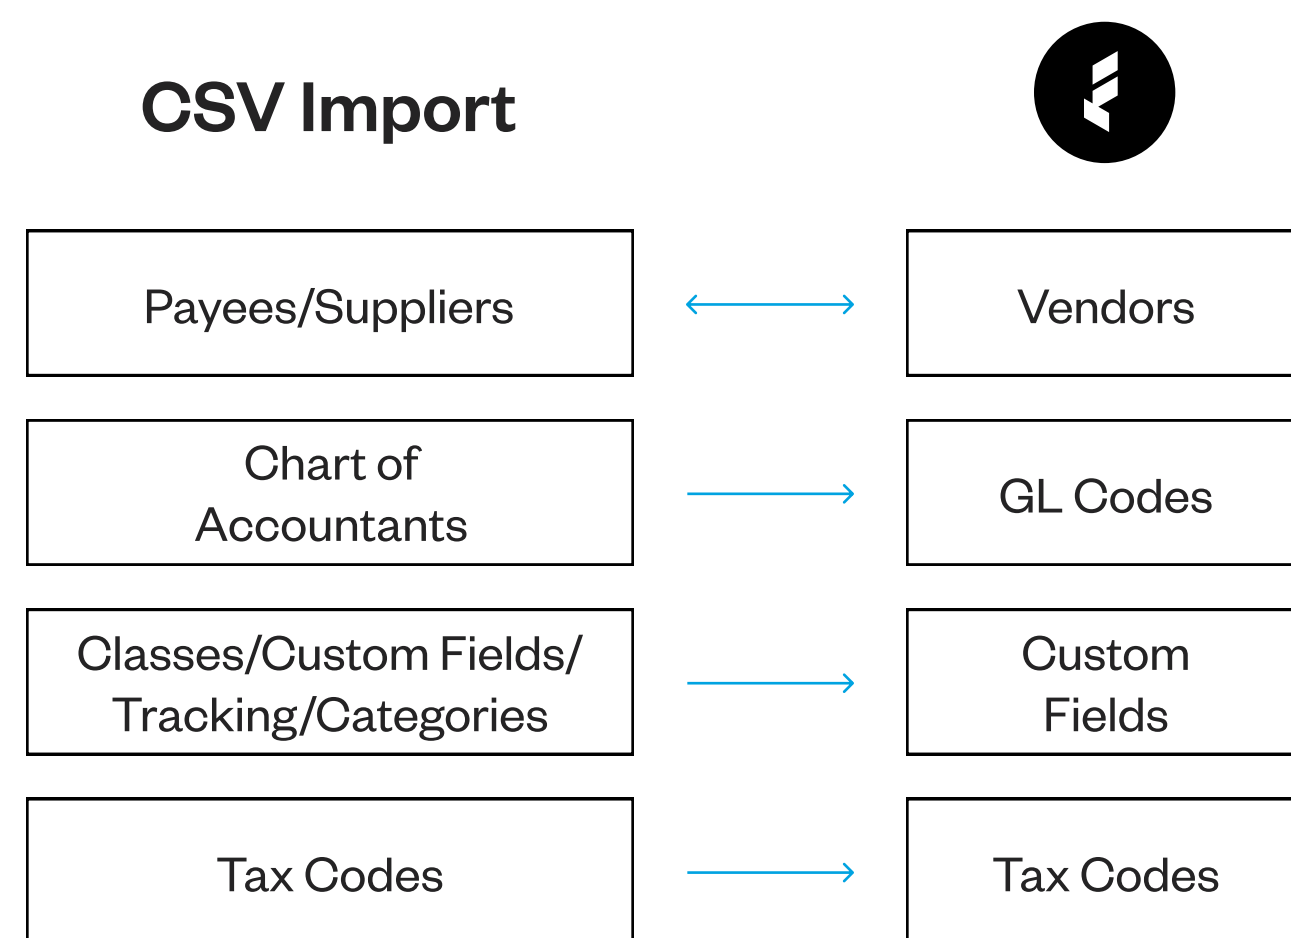 CSV Import
Payees/Suppliers
Vendors
Chart of
Accountants
GL Codes
Classes/Custom Fields/
Tracking/Categories
Custom
Fields
Tax Codes
Tax Codes